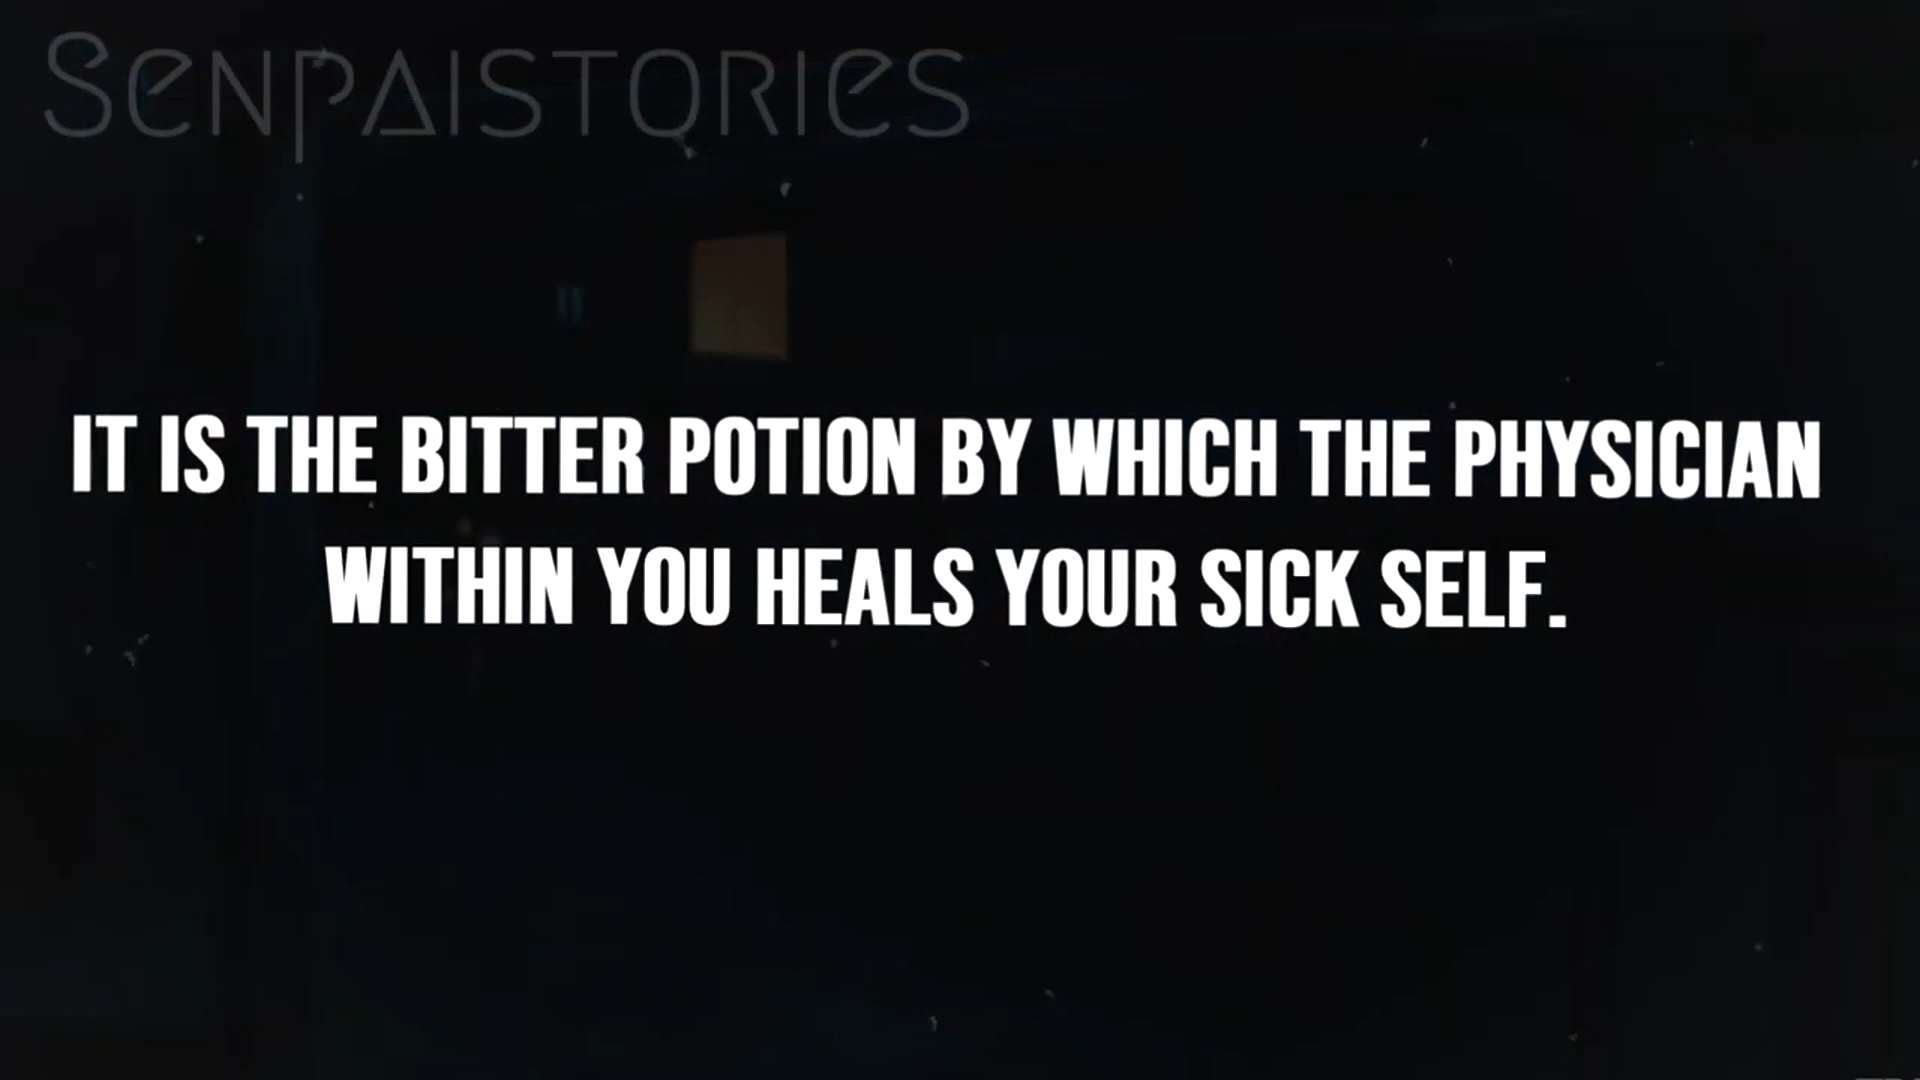 SENPAISTORIES
IT IS THE BITTER POTION BY WHICH THE PHYSICIAN
WITHIN YOU HEALS YOUR SICK SELF.